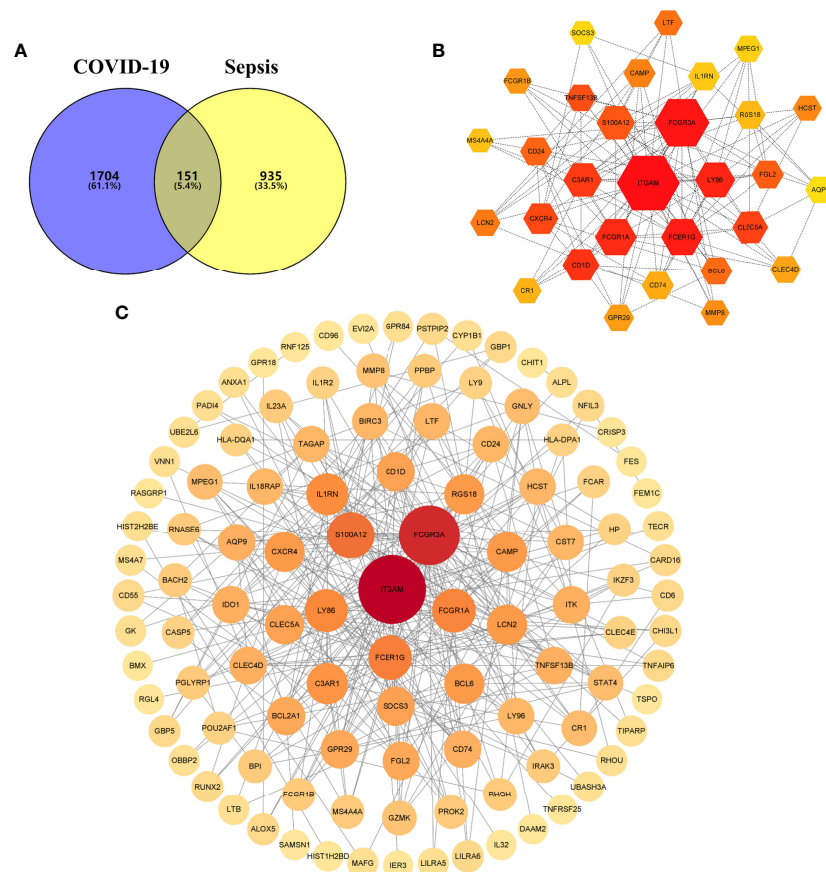 A
COVID-19 Sepsis
1704
(61.1%)
151
(5.4%)
935
(33.5%)
B
LTF
SOCS3
MPEG1
CAMP
IL1RN
FCGR1B
TNFSF13B
HCST
RGS18
S100A12
FCGR3A
MS4A4A
CD24
FGL2
C3AR1
LY86
ITGAM
AQP
LCN2
CXCR4
CLEC5A
FCGR1A
FCER1G
CD1D
BCL6
CLEC4D
CD74
CR1
GPR29
MMP8
C
CD96 EVI2A GPR84 PSTPIP2 CYP1B1
RNF125 GBP1
GPR18 MMP8 PPBP CHIT1
ANXA1 IL1R2 LY9 ALPL
PADI4 IL23A BIRC3 LTF GNLY NFIL3
UBE2L6 HLA-DQA1 TAGAP CD24 HLA-DPA1 CRISP3
VNN1 MPEG1 IL18RAP IL1RN CD1D RGS18 HCST FCAR FES
RASGRP1 FEM1C
HIST2H2BE RNASE6 AQP9 CXCR4 S100A12 FCGR3A CAMP CST7 HP TECR
MS4A7 CARD16
CD55 BACH2 IDO1 LY86 ITGAM FCGR1A LCN2 ITK IKZF3 CD6
GK CASP5 CLEC5A CLEC4E CHI3L1
BMX CLEC4D FCER1G TNFSF13B TNFAIP6
RGL4 PGLYRP1 C3AR1 BCL6 STAT4 TSPO
GBP5 POU2AF1 BCL2A1 SOCS3 LY96 CR1 TIPARP
OBBP2 GPR29 FGL2 CD74 IRAK3 RHOU
RUNX2 BPI UBASH3A
LTB FCGR1B MS4A4A GZMK PROK2 RHOH TNFRSF25
ALOX5 DAAM2
SAMSN1 HIST1H2BD MAFG IER3 LILRA5 LILRA6 IL32